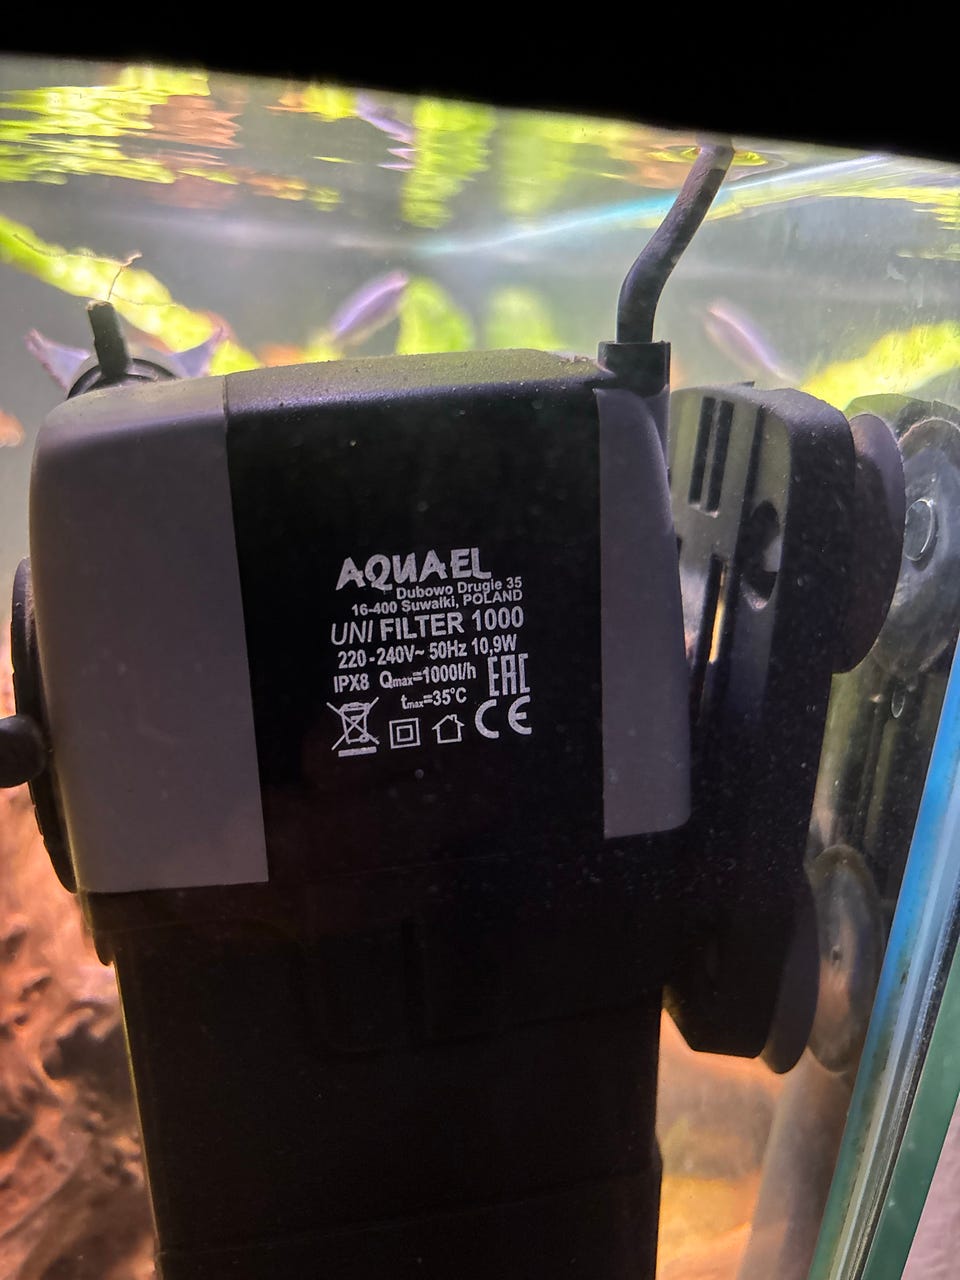 AQUAEL
Dubowo Drugie 35
16-400 Suwałki, POLAND
UNI FILTER 1000
220-240V~ 50Hz 10,9W
IPX8 Qmax=1000l/h
tmax=35°C
EAC
CE